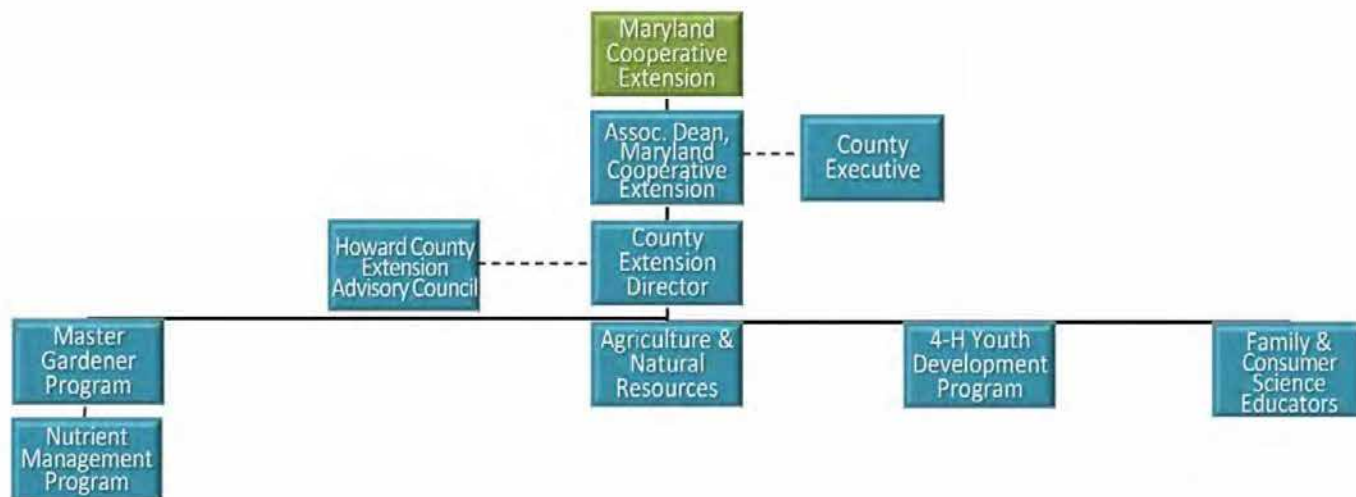 Maryland
Cooperative
Extension
Assoc. Dean,
Maryland
Cooperative
Extension
County
Executive
Howard County
Extension
Advisory Council
County
Extension
Director
Master
Gardener
Program
Agriculture &
Natural
Resources
4-H Youth
Development
Program
Family &
Consumer
Science
Educators
Nutrient
Management
Program